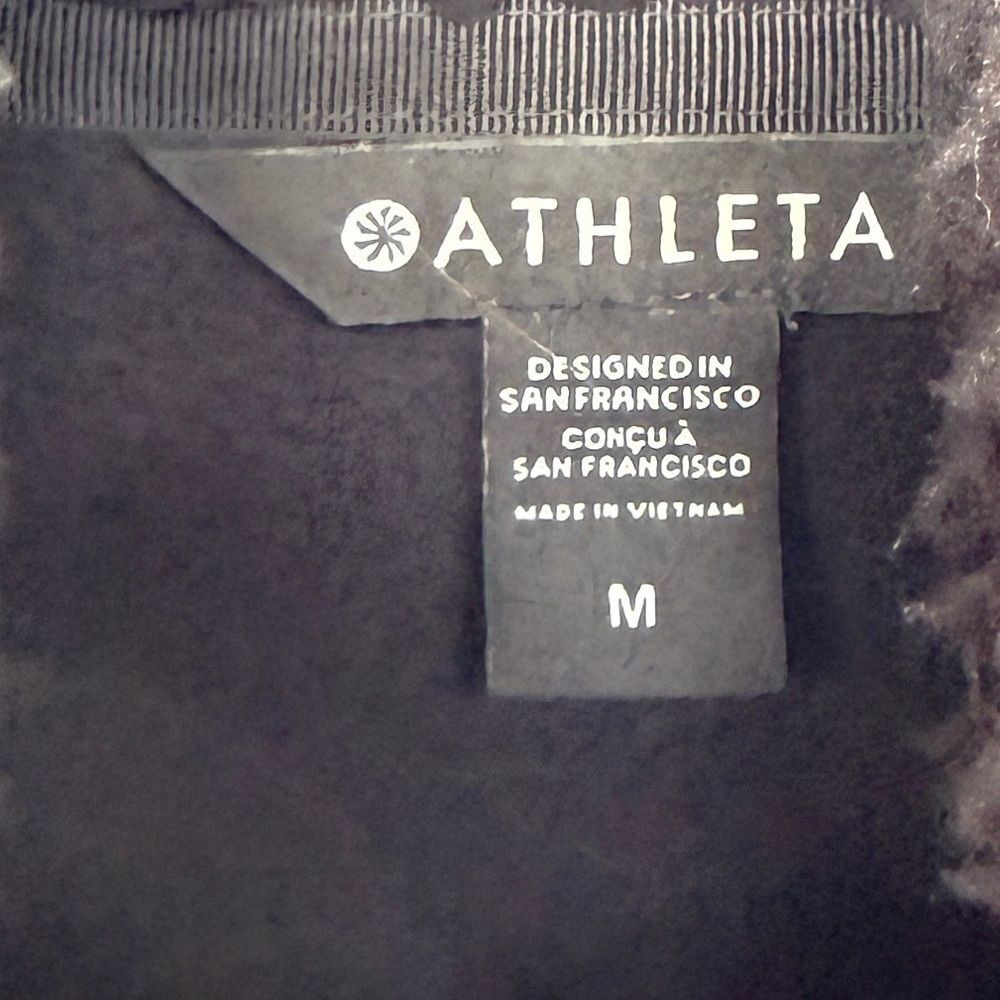 ATHLETA
DESIGNED IN
SAN FRANCISCO
CONÇU À
SAN FRANCISCO
MADE IN VIETNAM
M